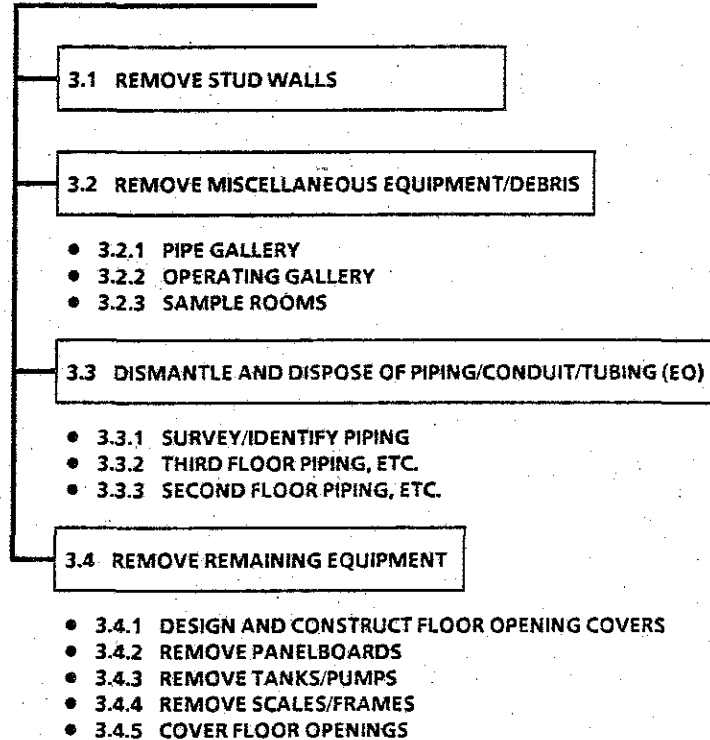 3.1 REMOVE STUD WALLS
3.2 REMOVE MISCELLANEOUS EQUIPMENT/DEBRIS
● 3.2.1 PIPE GALLERY
● 3.2.2 OPERATING GALLERY
● 3.2.3 SAMPLE ROOMS
3.3 DISMANTLE AND DISPOSE OF PIPING/CONDUIT/TUBING (EO)
● 3.3.1 SURVEY/IDENTIFY PIPING
● 3.3.2 THIRD FLOOR PIPING, ETC.
● 3.3.3 SECOND FLOOR PIPING, ETC.
3.4 REMOVE REMAINING EQUIPMENT
● 3.4.1 DESIGN AND CONSTRUCT FLOOR OPENING COVERS
● 3.4.2 REMOVE PANELBOARDS
● 3.4.3 REMOVE TANKS/PUMPS
● 3.4.4 REMOVE SCALES/FRAMES
● 3.4.5 COVER FLOOR OPENINGS